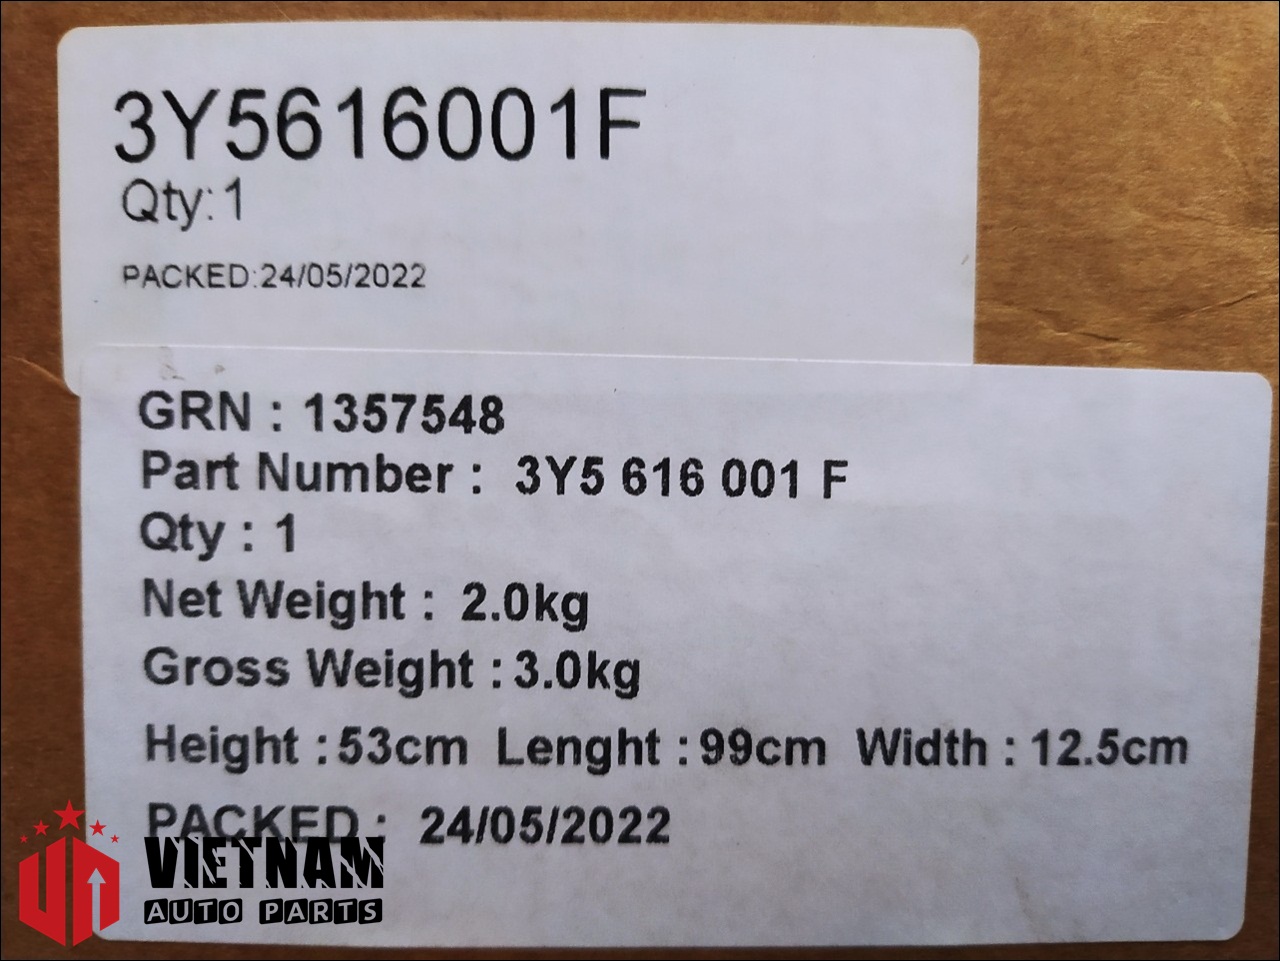 3Y5616001F
Qty:1
PACKED:24/05/2022
GRN : 1357548
Part Number : 3Y5 616 001 F
Qty : 1
Net Weight : 2.0kg
Gross Weight : 3.0kg
Height : 53cm Lenght : 99cm Width : 12.5cm
PACKED : 24/05/2022
VIETNAM
AUTO PARTS